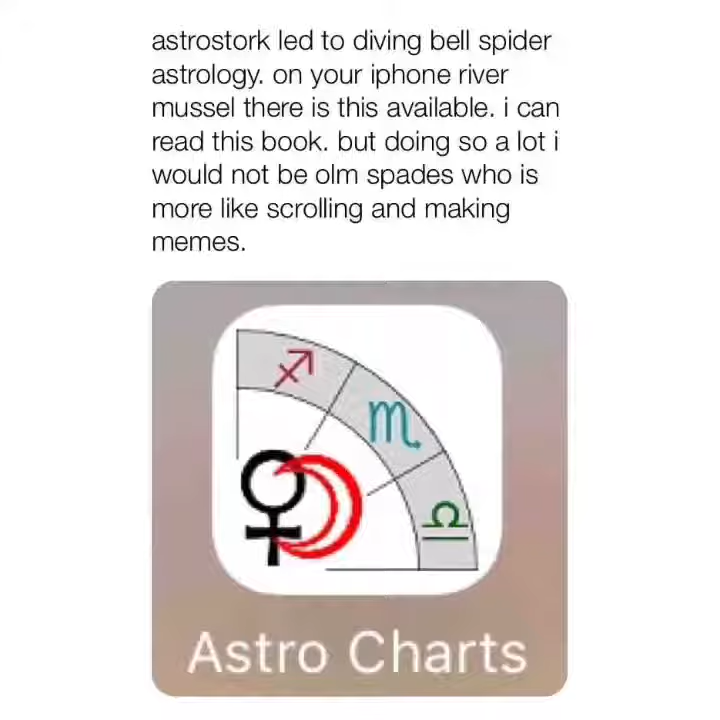 astrostork led to diving bell spider
astrology. on your iphone river
mussel there is this available. i can
read this book. but doing so a lot i
would not be olm spades who is
more like scrolling and making
memes.
Astro Charts